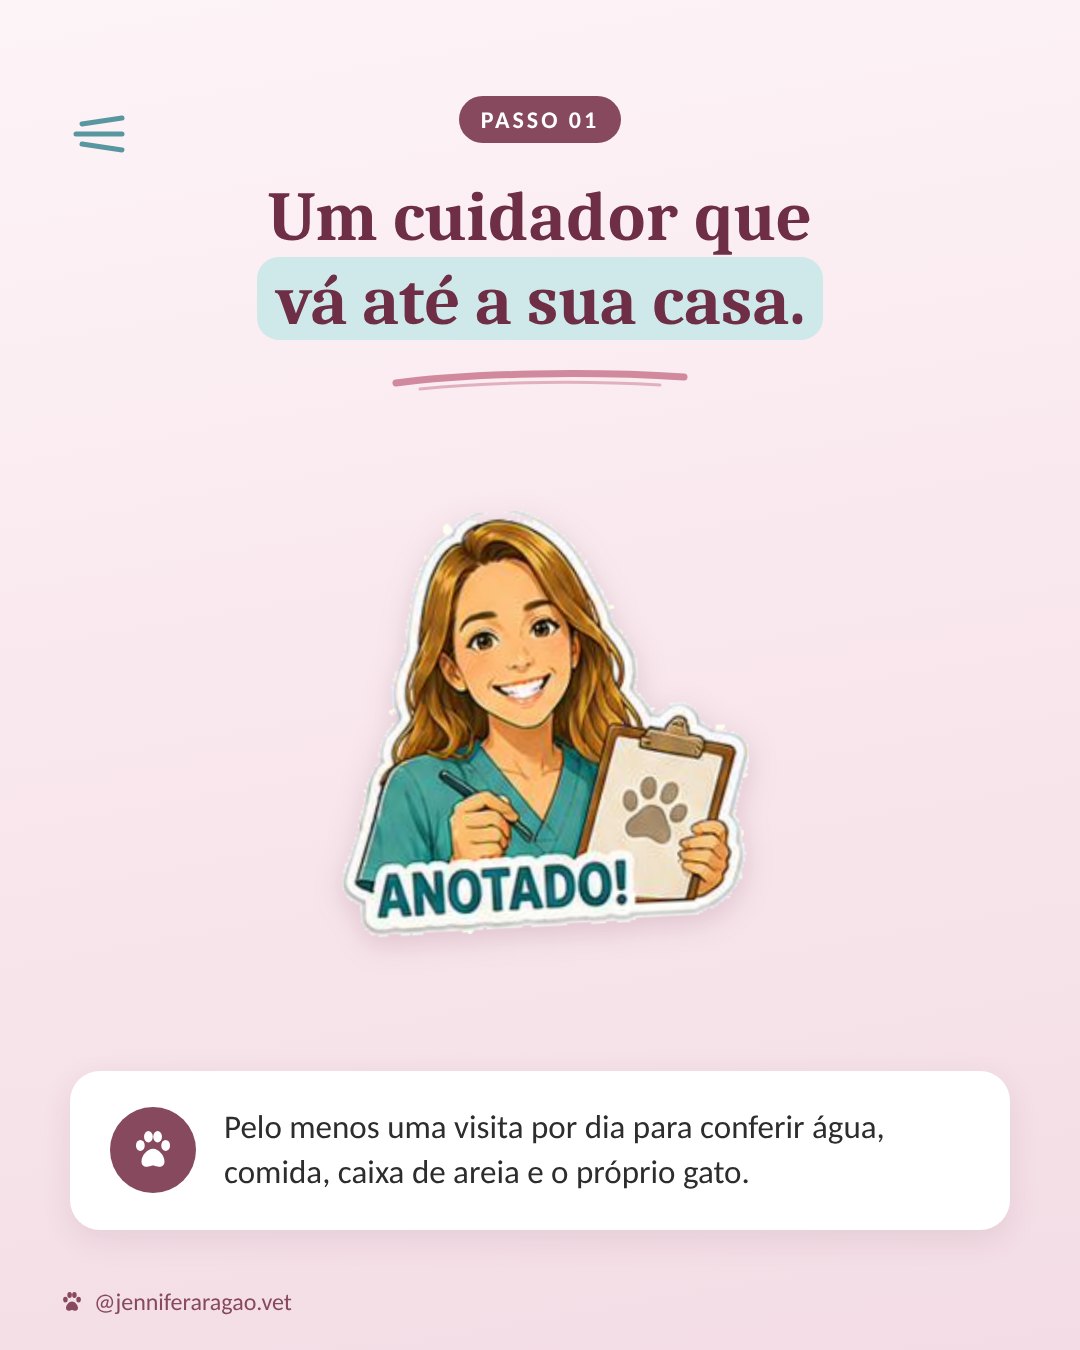 PASSO 01
Um cuidador que
vá até a sua casa.
ANOTADO!
Pelo menos uma visita por dia para conferir água,
comida, caixa de areia e o próprio gato.
@jenniferaragao.vet